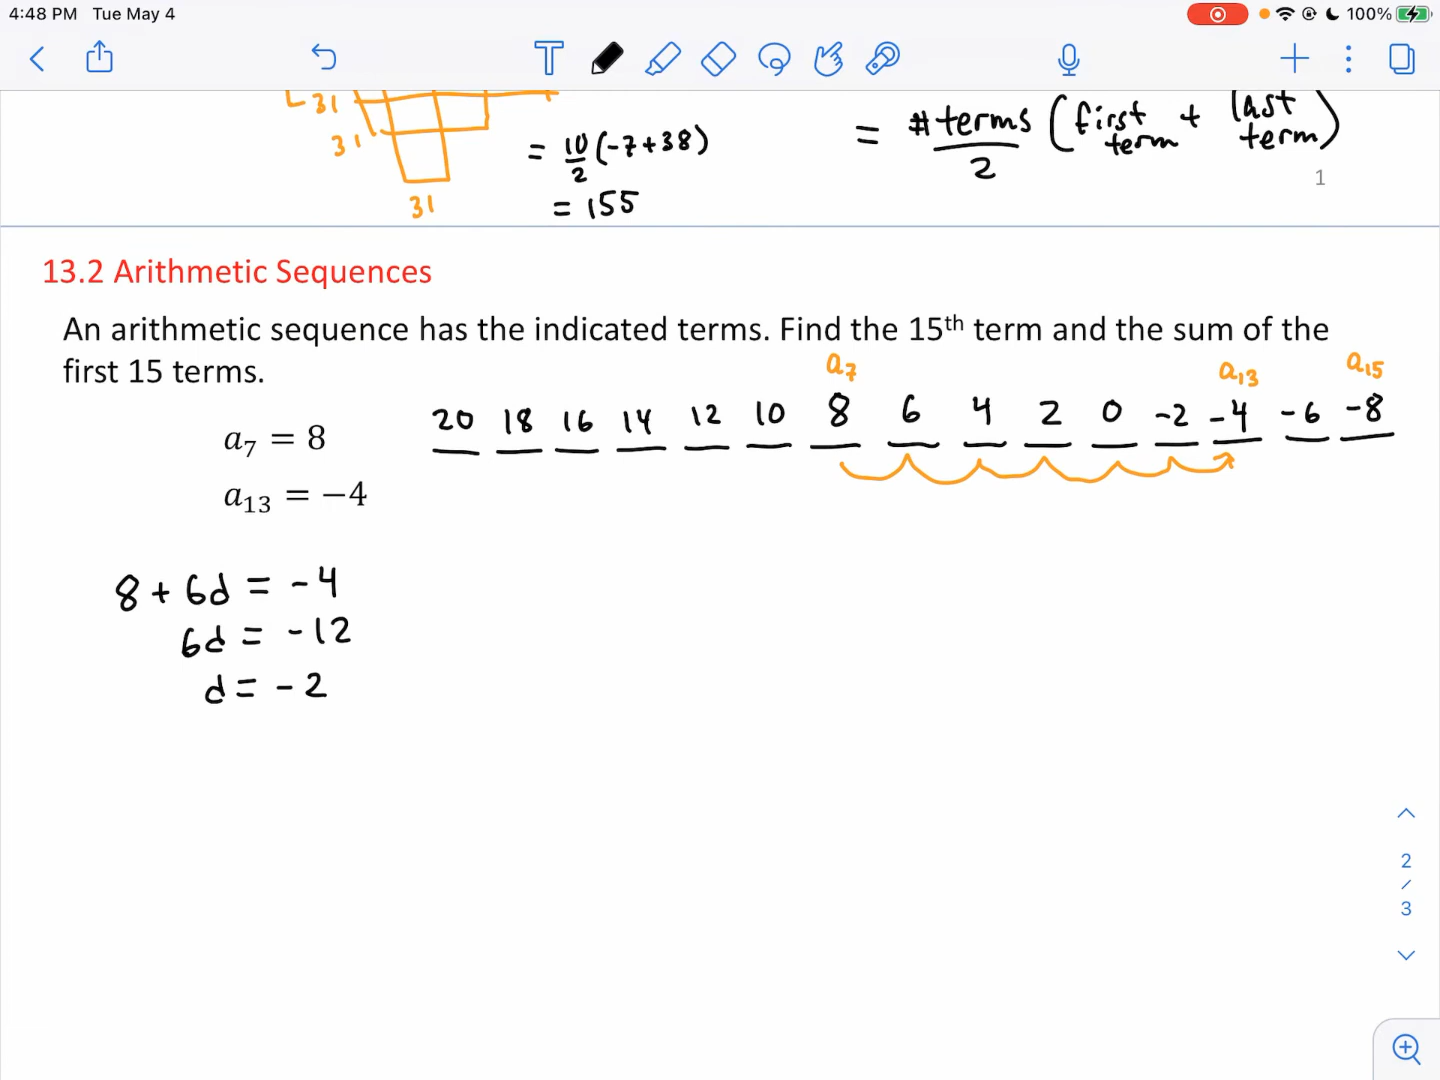 4:48 PM Tue May 4 100%
31
31
31
= 10/2 (-7+38)
= 155
= # terms / 2 (first term + last term)
1
13.2 Arithmetic Sequences
An arithmetic sequence has the indicated terms. Find the 15th term and the sum of the
first 15 terms.
a7 a13 a15
20 18 16 14 12 10 8 6 4 2 0 -2 -4 -6 -8
a7 = 8
a13 = −4
8 + 6d = -4
6d = -12
d = -2
2
/
3